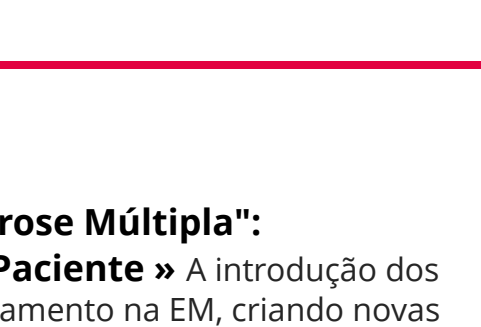 rose Múltipla":
Paciente » A introdução dos
amento na EM, criando novas